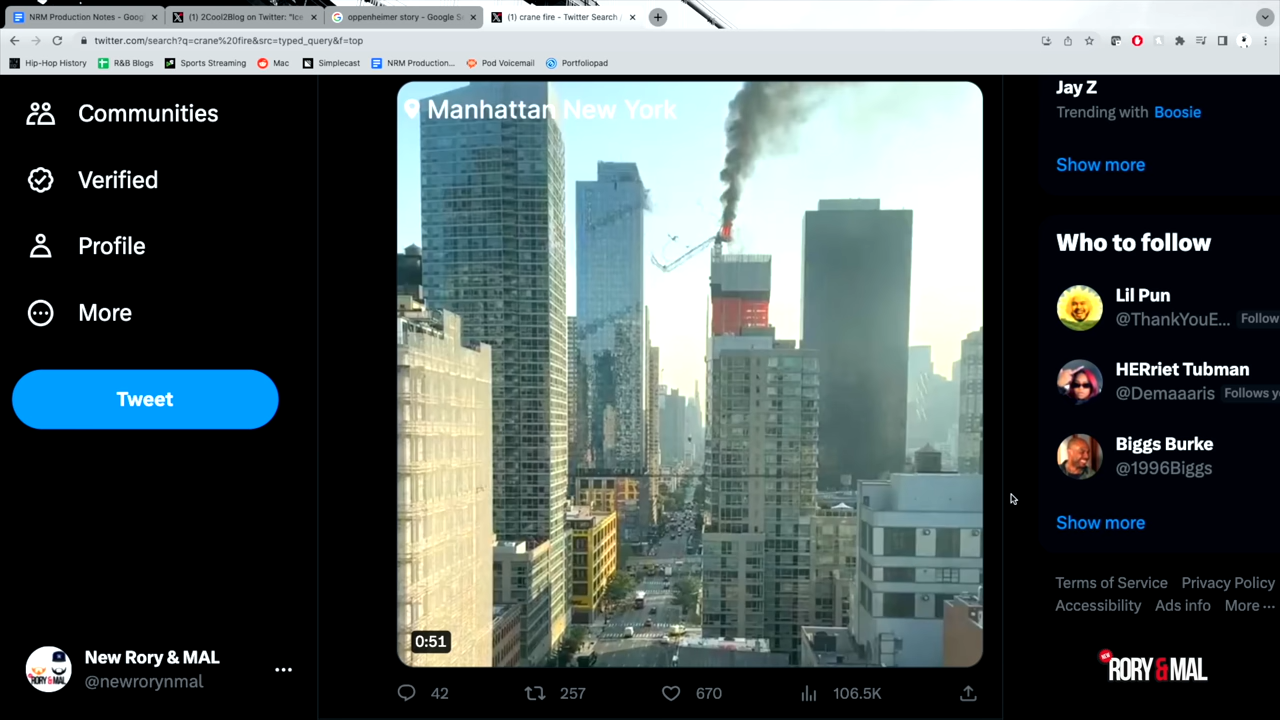 NRM Production Notes - Goog
(1) 2Cool2Blog on Twitter: "Ice
oppenheimer story - Google S
(1) crane fire - Twitter Search /
twitter.com/search?q=crane%20fire&src=typed_query&f=top
Hip-Hop History
R&B Blogs
Sports Streaming
Mac
Simplecast
NRM Production...
Pod Voicemail
Portfoliopad
Communities
Verified
Profile
More
Tweet
New Rory & MAL
@newrorynmal
Manhattan New York
0:51
42
257
670
106.5K
Jay Z
Trending with Boosie
Show more
Who to follow
Lil Pun
@ThankYouE... Follow
HERriet Tubman
@Demaaaris Follows y
Biggs Burke
@1996Biggs
Show more
Terms of Service Privacy Policy
Accessibility Ads info More ...
NEW
RORY & MAL